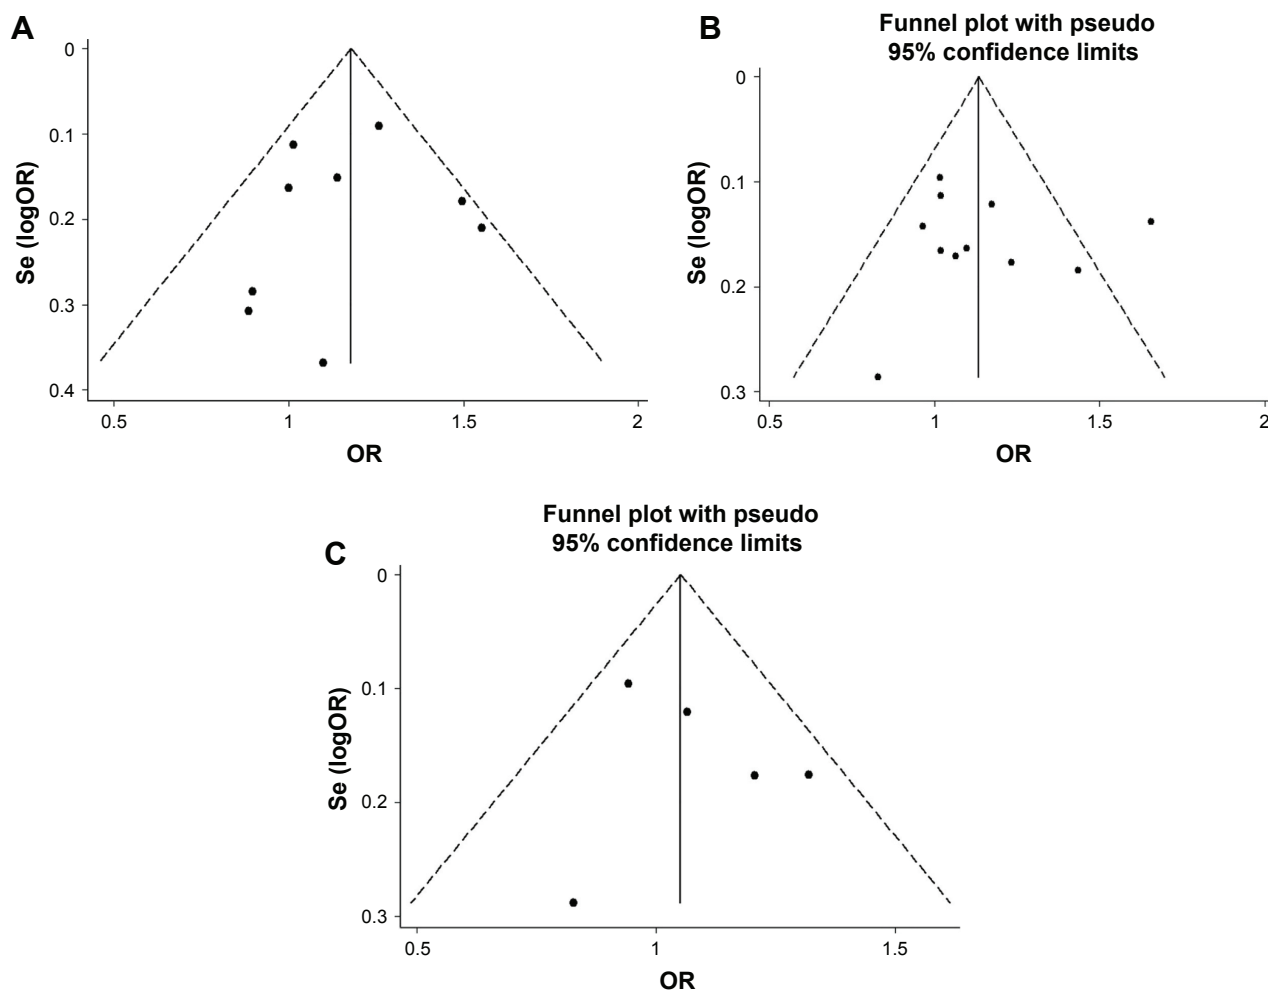 A
0
0.1
0.2
0.3
0.4
Se (logOR)
0.5
1
1.5
2
OR
B
Funnel plot with pseudo
95% confidence limits
0
0.1
0.2
0.3
Se (logOR)
0.5
1
1.5
2
OR
C
Funnel plot with pseudo
95% confidence limits
0
0.1
0.2
0.3
Se (logOR)
0.5
1
1.5
OR